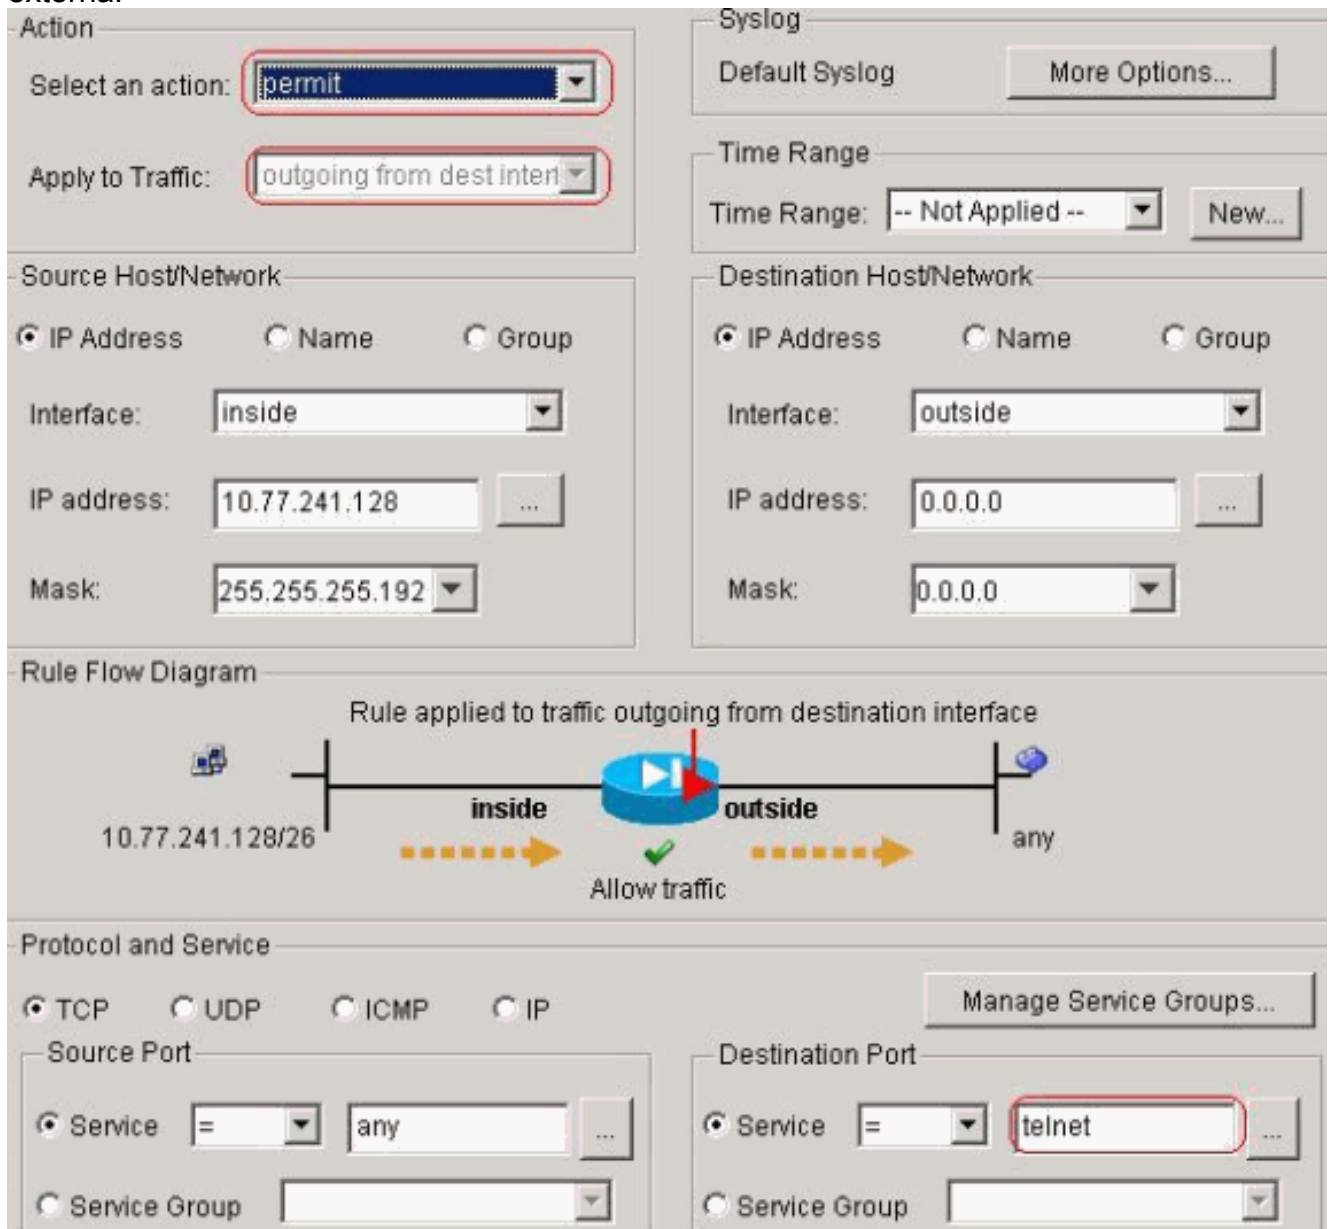 external
Action
Select an action: permit
Apply to Traffic: outgoing from dest interf
Syslog
Default Syslog More Options...
Time Range
Time Range: -- Not Applied -- New...
Source Host/Network
IP Address Name Group
Interface: inside
IP address: 10.77.241.128 ...
Mask: 255.255.255.192
Destination Host/Network
IP Address Name Group
Interface: outside
IP address: 0.0.0.0 ...
Mask: 0.0.0.0
Rule Flow Diagram
Rule applied to traffic outgoing from destination interface
inside outside
10.77.241.128/26 any
Allow traffic
Protocol and Service
TCP UDP ICMP IP Manage Service Groups...
Source Port
Service = any ...
Service Group
Destination Port
Service = telnet ...
Service Group